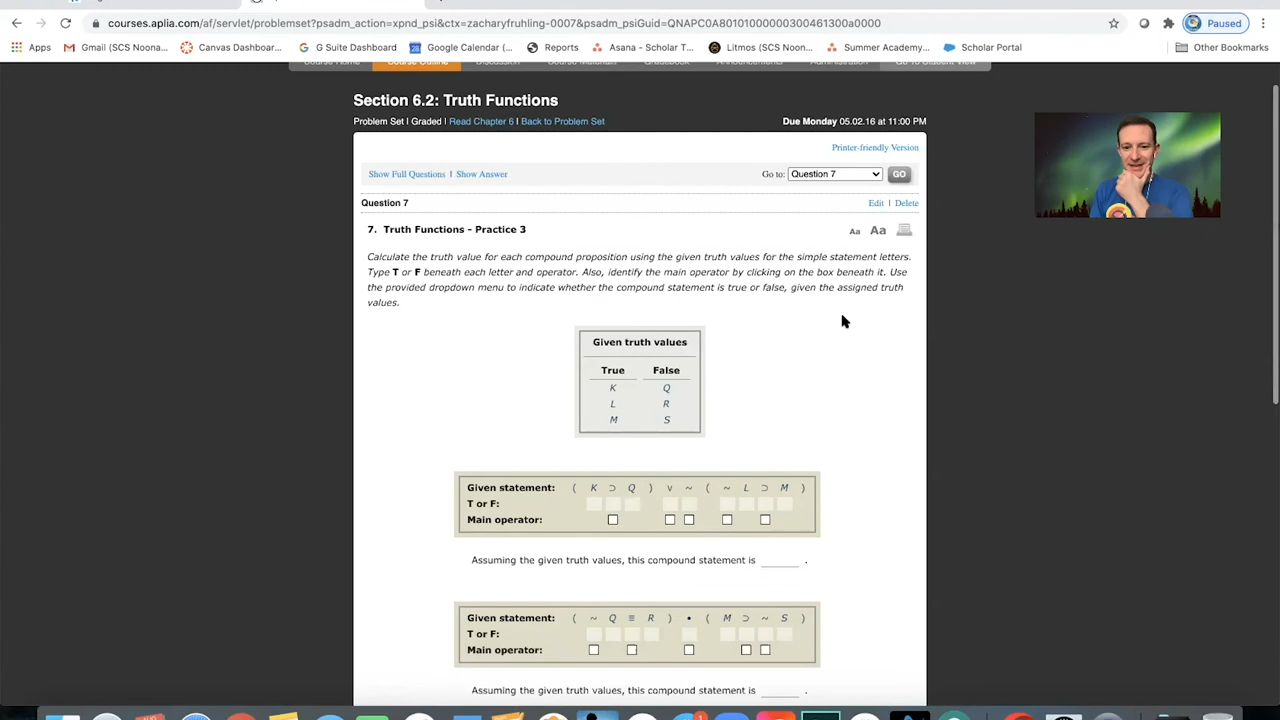 courses.aplia.com/af/servlet/problemset?psadm_action=xpnd_psi&ctx=zacharyfruhling-0007&psadm_psiGuid=QNAPC0A8010100000300461300a0000
Paused
Apps
Gmail (SCS Noona...
Canvas Dashboar...
G Suite Dashboard
Google Calendar (...
Reports
Asana - Scholar T...
Litmos (SCS Noon...
Summer Academy...
Scholar Portal
Other Bookmarks
Section 6.2: Truth Functions
Problem Set I Graded I Read Chapter 6 I Back to Problem Set
Due Monday 05.02.16 at 11:00 PM
Printer-friendly Version
Show Full Questions I Show Answer
Go to: Question 7 GO
Question 7
Edit I Delete
7. Truth Functions - Practice 3
Aa Aa
Calculate the truth value for each compound proposition using the given truth values for the simple statement letters.
Type T or F beneath each letter and operator. Also, identify the main operator by clicking on the box beneath it. Use
the provided dropdown menu to indicate whether the compound statement is true or false, given the assigned truth
values.
Given truth values
True False
K Q
L R
M S
Given statement: ( K ⊃ Q ) v ~ ( ~ L ⊃ M )
T or F:
Main operator:
Assuming the given truth values, this compound statement is ______ .
Given statement: ( ~ Q ≡ R ) • ( M ⊃ ~ S )
T or F:
Main operator:
Assuming the given truth values, this compound statement is ______ .